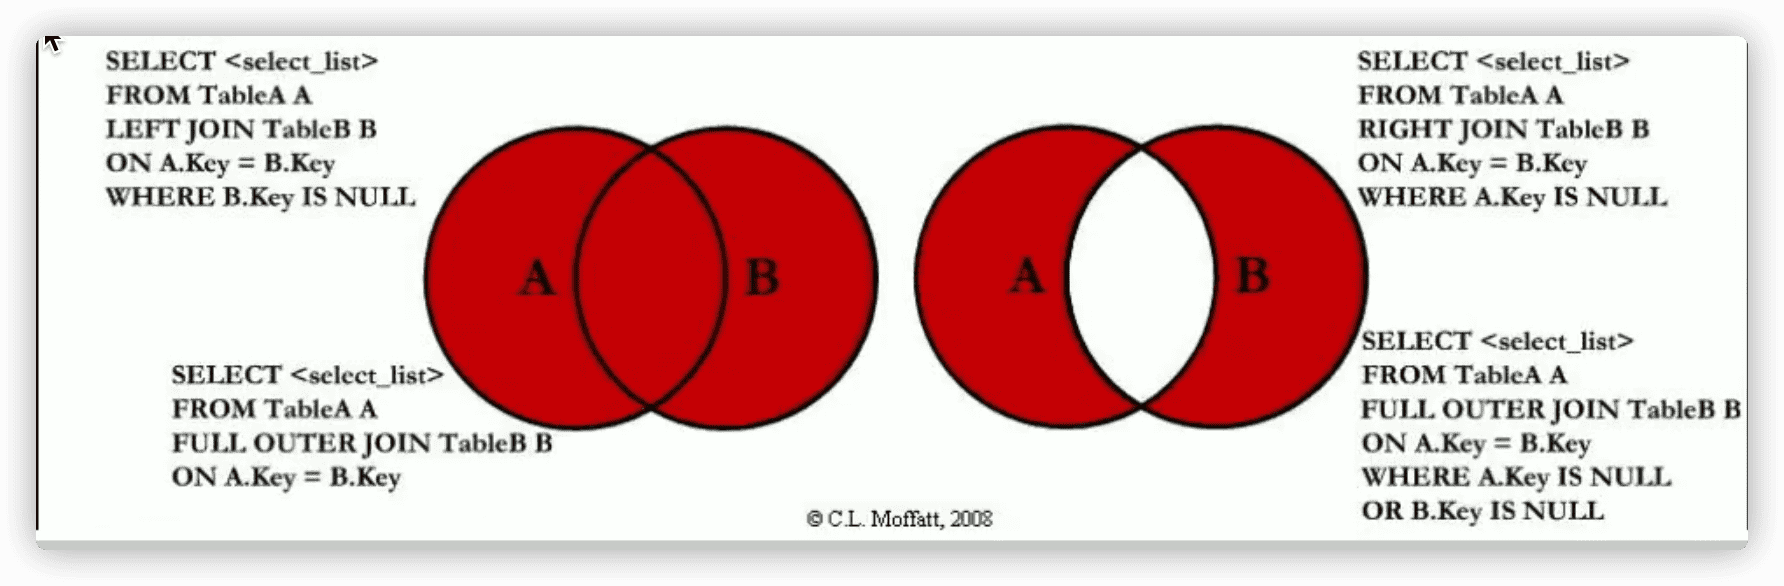 SELECT <select_list>
FROM TableA A
LEFT JOIN TableB B
ON A.Key = B.Key
WHERE B.Key IS NULL
SELECT <select_list>
FROM TableA A
RIGHT JOIN TableB B
ON A.Key = B.Key
WHERE A.Key IS NULL
A
B
A
B
SELECT <select_list>
FROM TableA A
FULL OUTER JOIN TableB B
ON A.Key = B.Key
SELECT <select_list>
FROM TableA A
FULL OUTER JOIN TableB B
ON A.Key = B.Key
WHERE A.Key IS NULL
OR B.Key IS NULL
© C.L. Moffatt, 2008